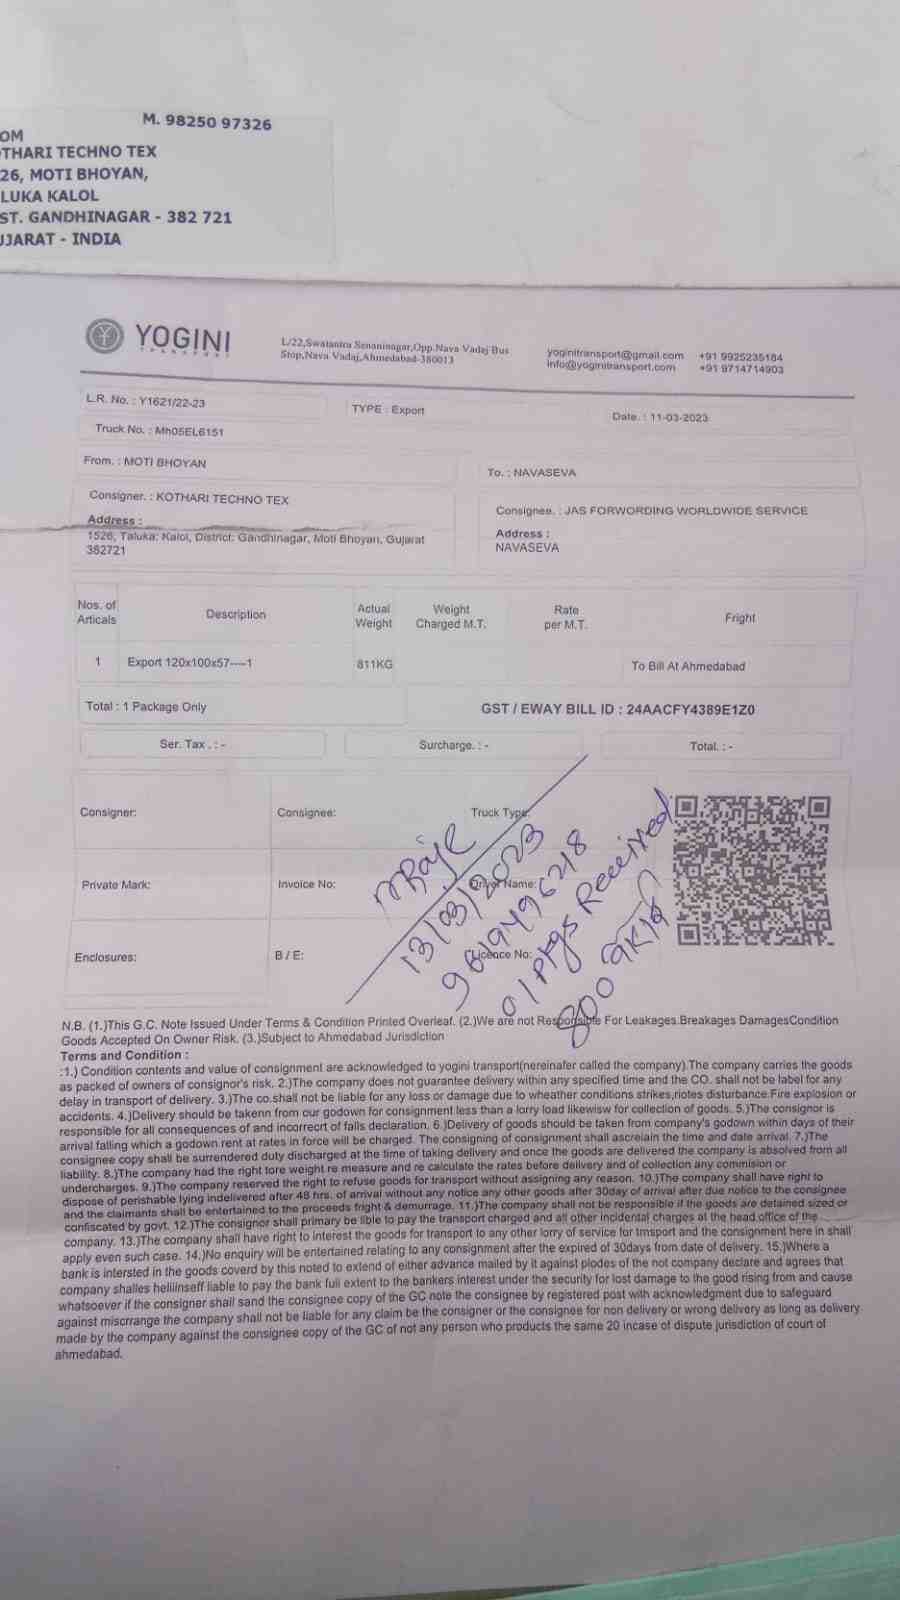 M. 98250 97326
OM
OTHARI TECHNO TEX
26, MOTI BHOYAN,
LUKA KALOL
ST. GANDHINAGAR - 382 721
UJARAT - INDIA
YOGINI
TRANSPORT
L/22,Swatantra Senaninagar,Opp.Nava Vadaj Bus
Stop,Nava Vadaj,Ahmedabad-380013
yoginitransport@gmail.com +91 9925235184
info@yoginitransport.com +91 9714714903
L.R. No. : Y1621/22-23
TYPE : Export
Date. : 11-03-2023
Truck No. : Mh05EL6151
From. : MOTI BHOYAN
To. : NAVASEVA
Consigner. : KOTHARI TECHNO TEX
Address :
1526, Taluka: Kalol, District: Gandhinagar, Moti Bhoyan, Gujarat
382721
Consignee. : JAS FORWORDING WORLDWIDE SERVICE
Address :
NAVASEVA
Nos. of Articals
Description
Actual Weight
Weight Charged M.T.
Rate per M.T.
Fright
1 Export 120x100x57----1 811KG To Bill At Ahmedabad
Total : 1 Package Only
GST / EWAY BILL ID : 24AACFY4389E1Z0
Ser. Tax . : -
Surcharge. : -
Total. : -
Consigner:
Consignee:
Truck Type:
Private Mark:
Invoice No:
Driver Name:
Enclosures:
B / E:
Licence No:
13/03/2023
9619496218
01 Pkgs Received
N.B. (1.)This G.C. Note Issued Under Terms & Condition Printed Overleaf. (2.)We are not Responsible For Leakages.Breakages DamagesCondition
Goods Accepted On Owner Risk. (3.)Subject to Ahmedabad Jurisdiction
Terms and Condition :
:1.) Condition contents and value of consignment are acknowledged to yogini transport(nereinafer called the company).The company carries the goods
as packed of owners of consignor's risk. 2.)The company does not guarantee delivery within any specified time and the CO. shall not be label for any
delay in transport of delivery. 3.)The co.shall not be liable for any loss or damage due to wheather conditions strikes,riotes disturbance.Fire explosion or
accidents. 4.)Delivery should be takenn from our godown for consignment less than a lorry load likewisw for collection of goods. 5.)The consignor is
responsible for all consequences of and incorreort of falls declaration. 6.)Delivery of goods should be taken from company's godown within days of their
arrival falling which a godown rent at rates in force will be charged. The consigning of consignment shall ascreiain the time and date arrival. 7.)The
consignee copy shall be surrendered duty discharged at the time of taking delivery and once the goods are delivered the company is absolved from all
liability. 8.)The company had the right tore weight re measure and re calculate the rates before delivery and of collection any commision or
undercharges. 9.)The company reserved the right to refuse goods for transport without assigning any reason. 10.)The company shall have right to
dispose of perishable lying indelivered after 48 hrs. of arrival without any notice any other goods after 30day of arrival after due notice to the consignee
and the claimants shall be entertained to the proceeds fright & demurrage. 11.)The company shall not be responsible if the goods are detained sized or
confiscated by govt. 12.)The consignor shall primary be lible to pay the transport charged and all other incidental charges at the head office of the
company. 13.)The company shall have right to interest the goods for transport to any other lorry of service for tmsport and the consignment here in shall
apply even such case. 14.)No enquiry will be entertained relating to any consignment after the expired of 30days from date of delivery. 15.)Where a
bank is intersted in the goods coverd by this noted to extend of either advance mailed by it against plodes of the not company declare and agrees that
company shalles heliiinseff liable to pay the bank full extent to the bankers interest under the security for lost damage to the good rising from and cause
whatsoever if the consigner shall sand the consignee copy of the GC note the consignee by registered post with acknowledgment due to safeguard
against miscrrange the company shall not be liable for any claim be the consigner or the consignee for non delivery or wrong delivery as long as delivery
made by the company against the consignee copy of the GC of not any person who products the same 20 incase of dispute jurisdiction of court of
ahmedabad.